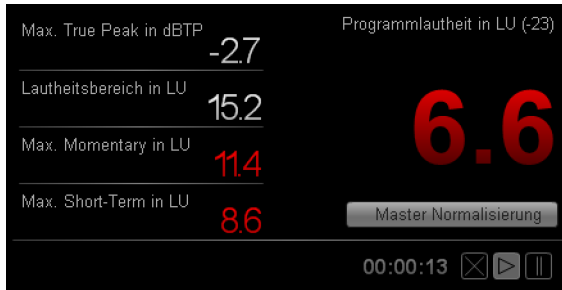 Max. True Peak in dBTP
-2.7
Lautheitsbereich in LU
15.2
Max. Momentary in LU
11.4
Max. Short-Term in LU
8.6
Programmlautheit in LU (-23)
6.6
Master Normalisierung
00:00:13